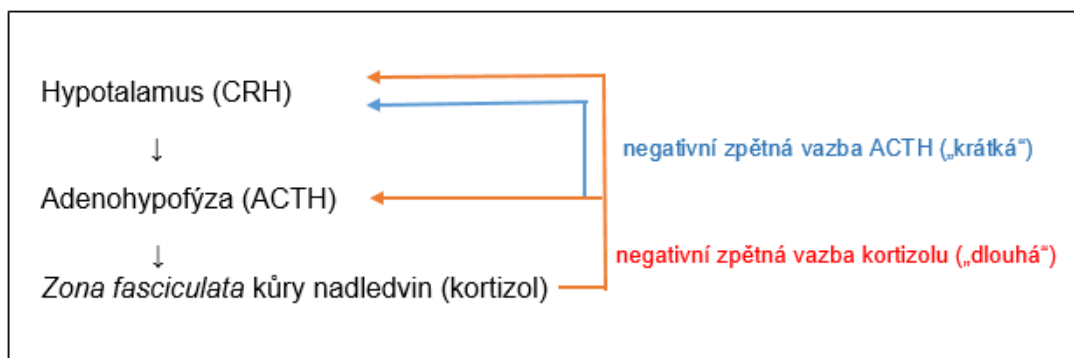 Hypotalamus (CRH)
↓
negativní zpětná vazba ACTH („krátká“)
Adenohypofýza (ACTH)
↓
negativní zpětná vazba kortizolu („dlouhá“)
Zona fasciculata kůry nadledvin (kortizol)